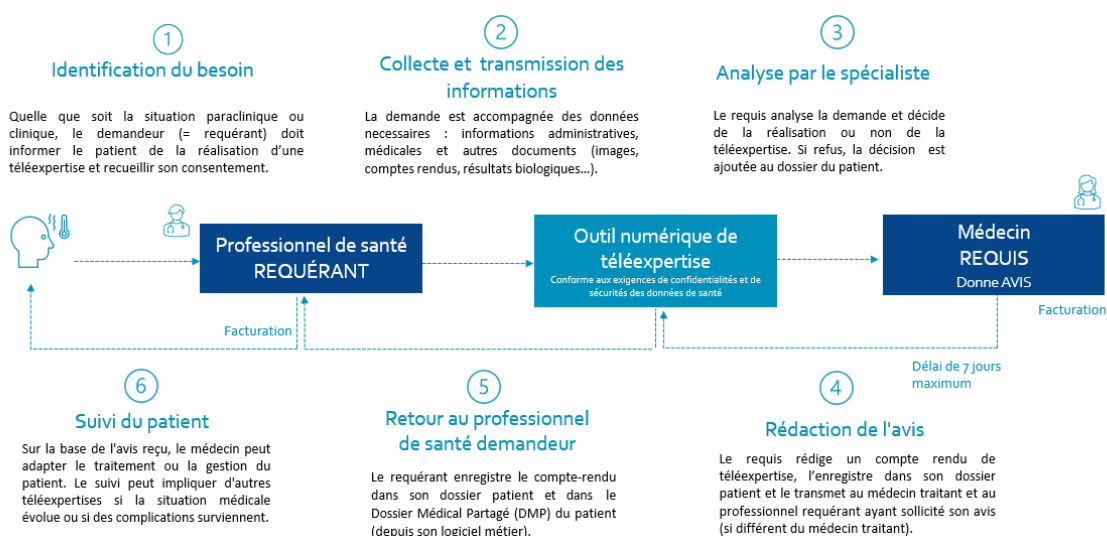 1
Identification du besoin
Quelle que soit la situation paraclinique ou
clinique, le demandeur (= requérant) doit
informer le patient de la réalisation d'une
téléexpertise et recueillir son consentement.
2
Collecte et transmission des
informations
La demande est accompagnée des données
necessaires : informations administratives,
médicales et autres documents (images,
comptes rendus, résultats biologiques...).
3
Analyse par le spécialiste
Le requis analyse la demande et décide
de la réalisation ou non de la
téléexpertise. Si refus, la décision est
ajoutée au dossier du patient.
Professionnel de santé
REQUÉRANT
Outil numérique de
téléexpertise
Conforme aux exigences de confidentialités et de
sécurités des données de santé
Médecin
REQUIS
Donne AVIS
Facturation
Facturation
Délai de 7 jours
maximum
6
Suivi du patient
Sur la base de l'avis reçu, le médecin peut
adapter le traitement ou la gestion du
patient. Le suivi peut impliquer d'autres
téléexpertises si la situation médicale
évolue ou si des complications surviennent.
5
Retour au professionnel
de santé demandeur
Le requérant enregistre le compte-rendu
dans son dossier patient et dans le
Dossier Médical Partagé (DMP) du patient
(depuis son logiciel métier).
4
Rédaction de l'avis
Le requis rédige un compte rendu de
téléexpertise, l'enregistre dans son dossier
patient et le transmet au médecin traitant et au
professionnel requérant ayant sollicité son avis
(si différent du médecin traitant).